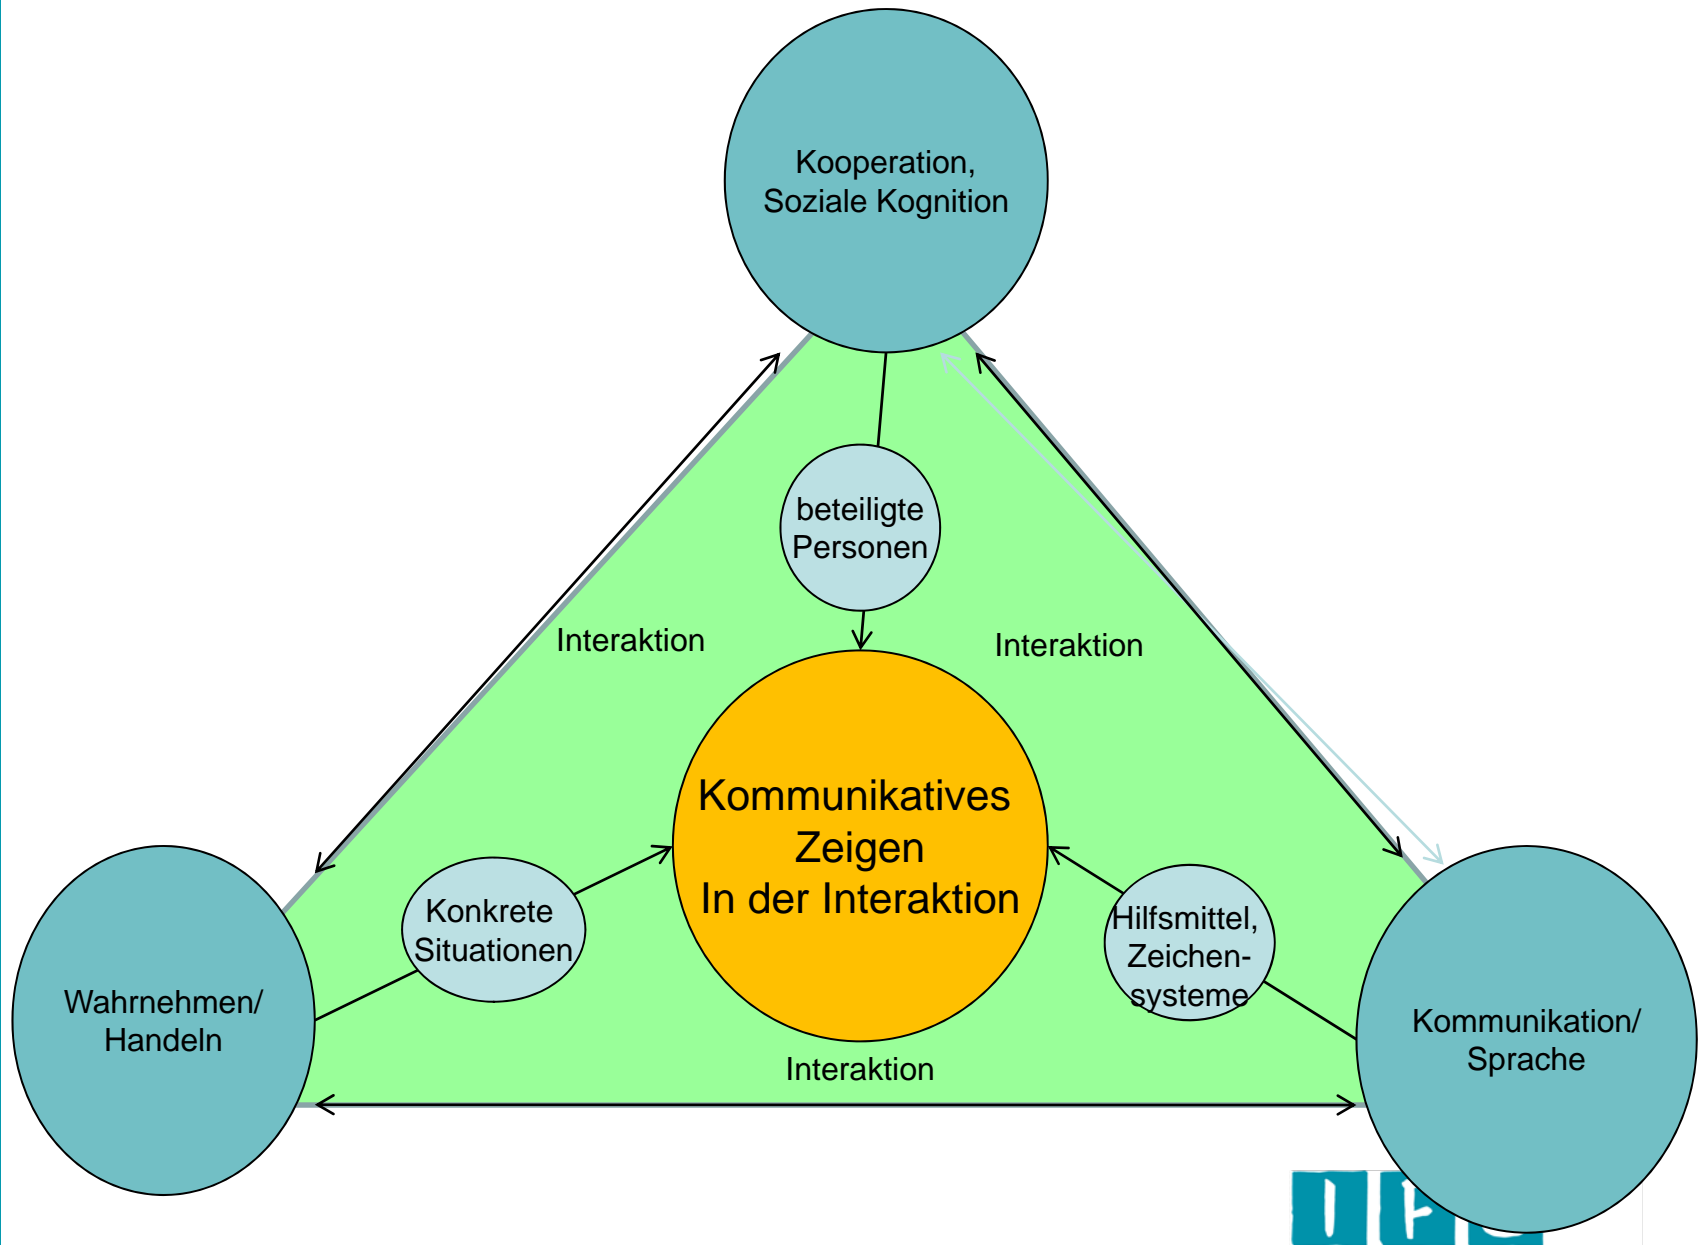 Kooperation,
Soziale Kognition
beteiligte
Personen
Interaktion
Interaktion
Kommunikatives
Zeigen
In der Interaktion
Konkrete
Situationen
Hilfsmittel,
Zeichen-
systeme
Wahrnehmen/
Handeln
Kommunikation/
Sprache
Interaktion